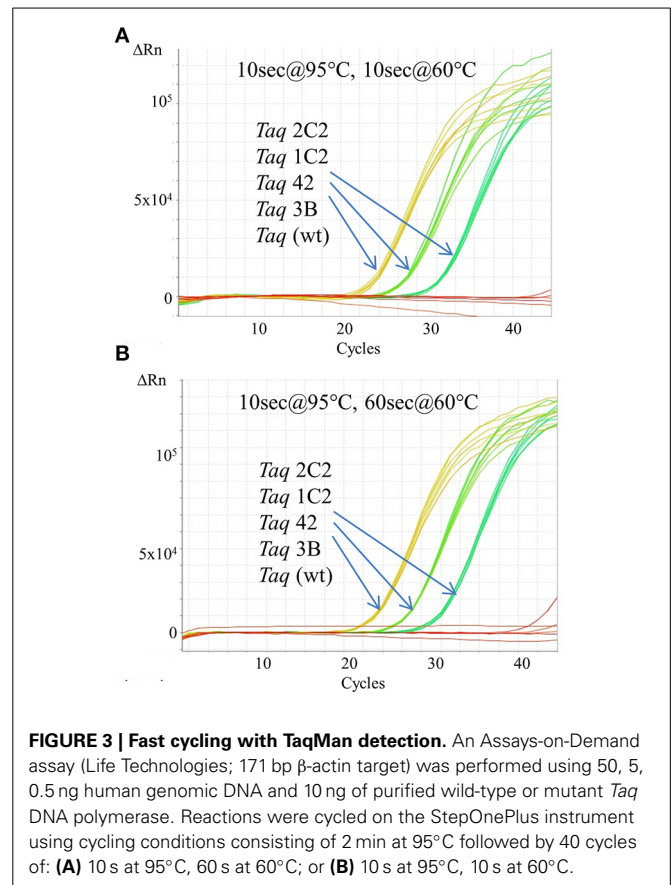 A
ΔRn
10sec@95°C, 10sec@60°C
10⁵
Taq 2C2
Taq 1C2
Taq 42
Taq 3B
Taq (wt)
5x10⁴
0
10 20 30 40
Cycles
B
ΔRn
10sec@95°C, 60sec@60°C
10⁵
Taq 2C2
Taq 1C2
Taq 42
Taq 3B
Taq (wt)
5x10⁴
0
10 20 30 40
Cycles
FIGURE 3 | Fast cycling with TaqMan detection. An Assays-on-Demand
assay (Life Technologies; 171 bp β-actin target) was performed using 50, 5,
0.5 ng human genomic DNA and 10 ng of purified wild-type or mutant Taq
DNA polymerase. Reactions were cycled on the StepOnePlus instrument
using cycling conditions consisting of 2 min at 95°C followed by 40 cycles
of: (A) 10 s at 95°C, 60 s at 60°C; or (B) 10 s at 95°C, 10 s at 60°C.